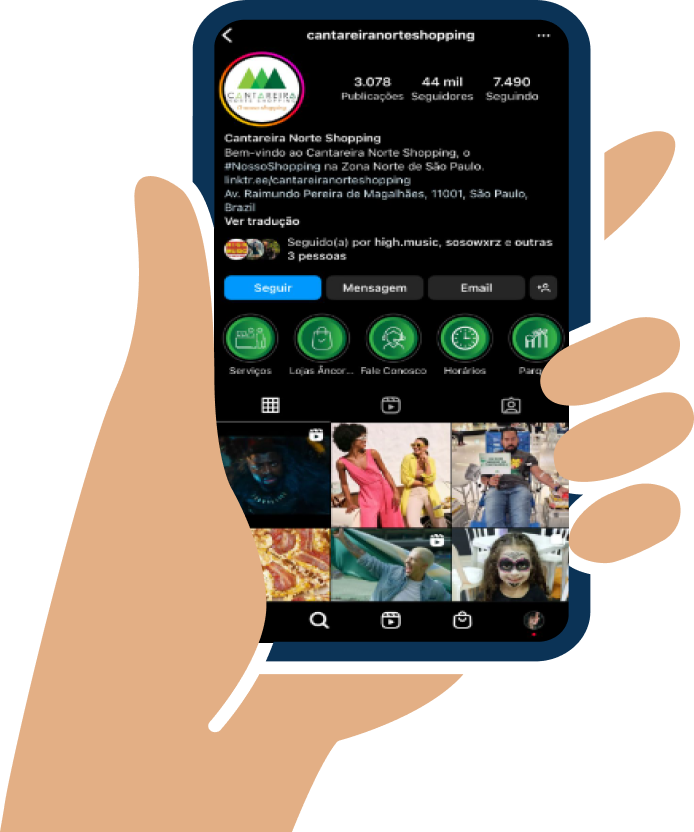 cantareiranorteshopping
CANTAREIRA
NORTE SHOPPING
3.078 44 mil 7.490
Publicações Seguidores Seguindo
Cantareira Norte Shopping
Bem-vindo ao Cantareira Norte Shopping, o
#NossoShopping na Zona Norte de São Paulo.
linktr.ee/cantareiranorteshopping
Av. Raimundo Pereira de Magalhães, 11001, São Paulo,
Brazil
Ver tradução
Seguido(a) por high.music, sosowxrz e outras
3 pessoas
Seguir Mensagem Email
Serviços Lojas Âncor... Fale Conosco Horários Parq